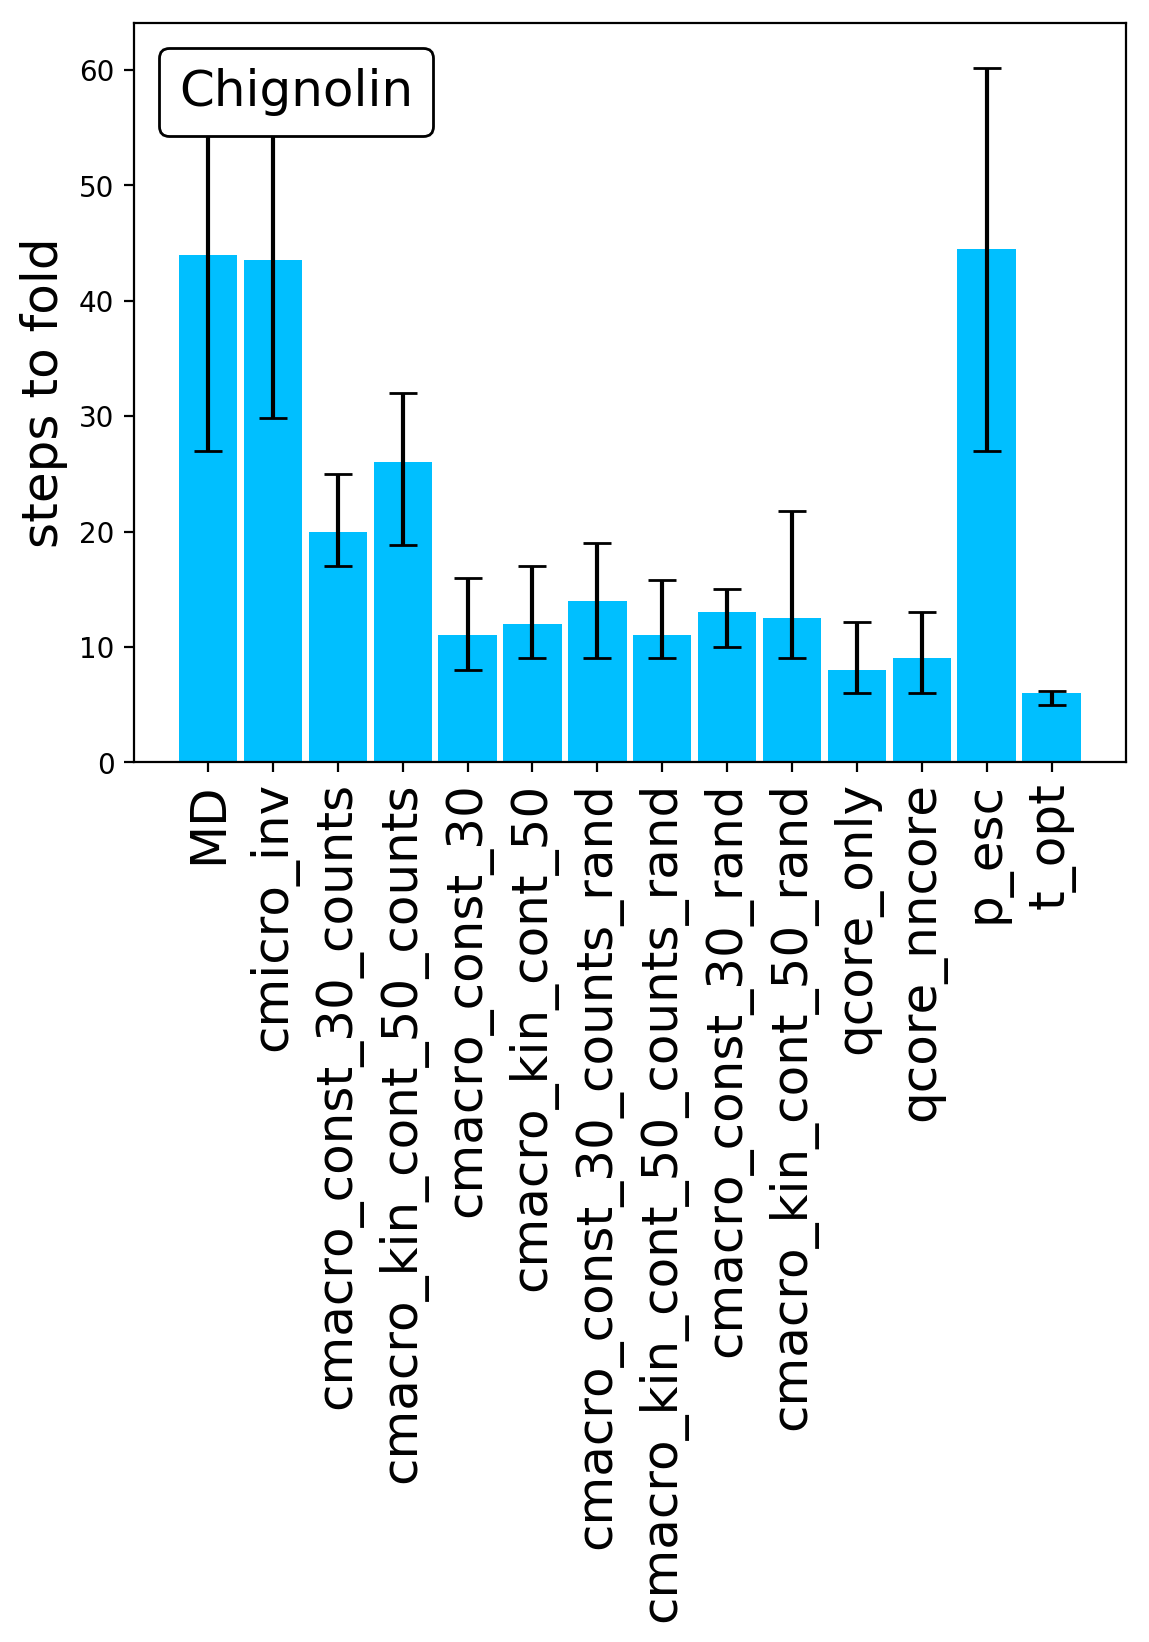 Chignolin
steps to fold
60
50
40
30
20
10
0
MD
cmicro_inv
cmacro_const_30_counts
cmacro_kin_cont_50_counts
cmacro_const_30
cmacro_kin_cont_50
cmacro_const_30_counts_rand
cmacro_kin_cont_50_counts_rand
cmacro_const_30_rand
cmacro_kin_cont_50_rand
qcore_only
qcore_nncore
p_esc
t_opt